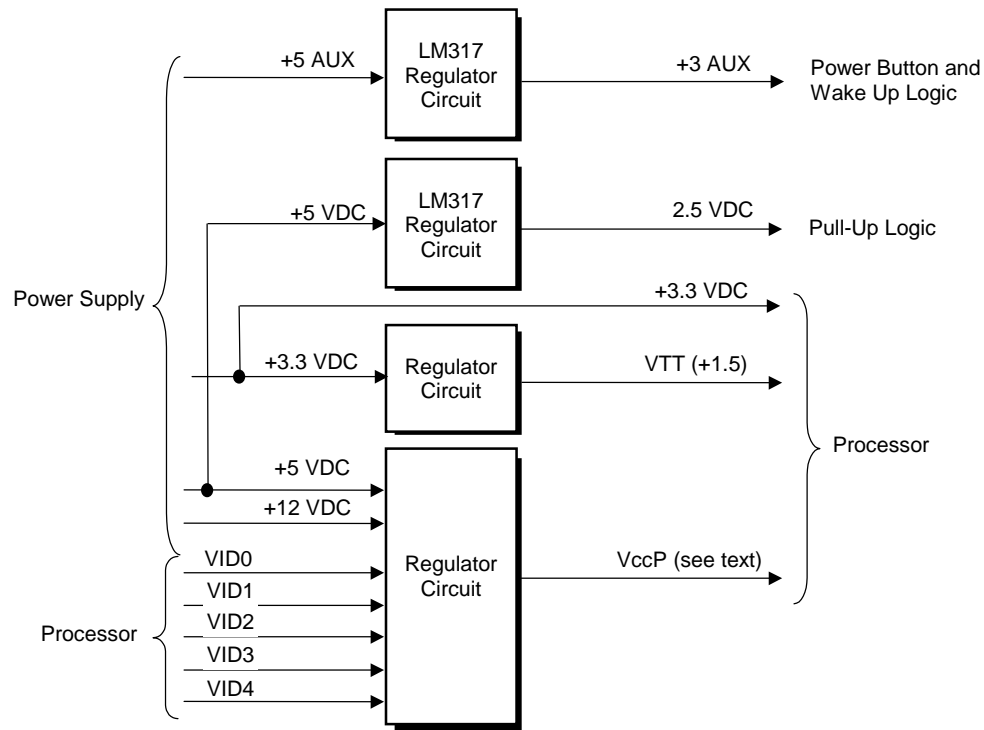 +5 AUX
LM317
Regulator
Circuit
+3 AUX
Power Button and
Wake Up Logic
+5 VDC
LM317
Regulator
Circuit
2.5 VDC
Pull-Up Logic
Power Supply
+3.3 VDC
+3.3 VDC
Regulator
Circuit
VTT (+1.5)
Processor
+5 VDC
+12 VDC
Regulator
Circuit
VccP (see text)
Processor
VID0
VID1
VID2
VID3
VID4